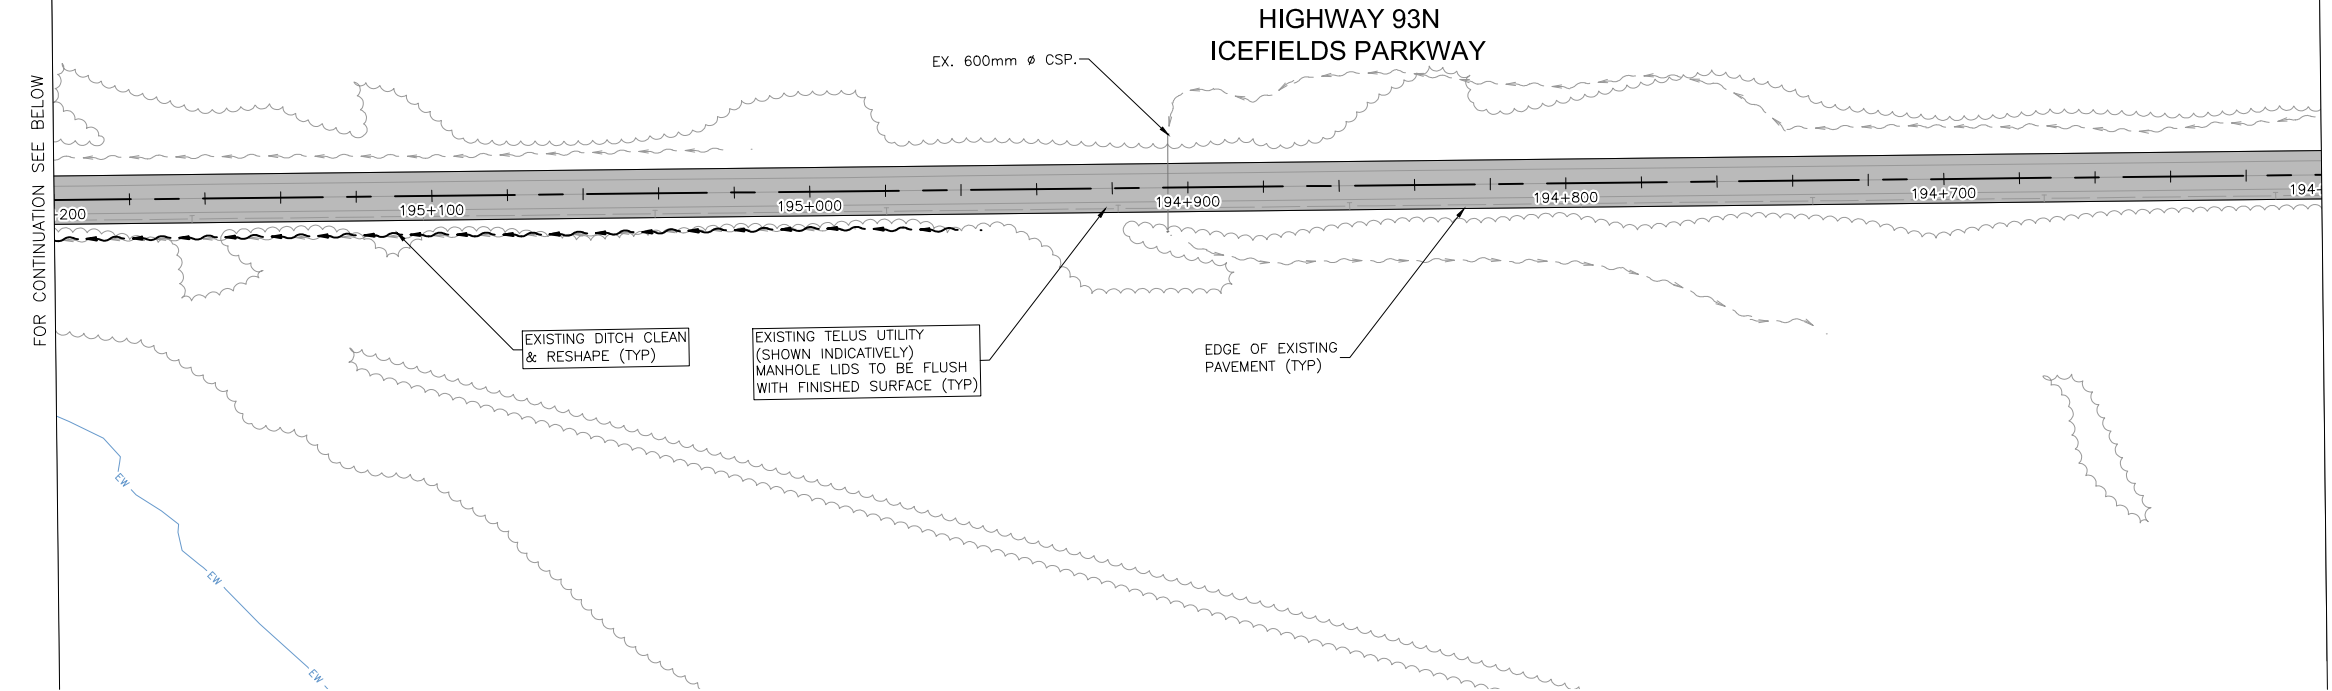 HIGHWAY 93N
ICEFIELDS PARKWAY
EX. 600mm ø CSP.
FOR CONTINUATION SEE BELOW
200
195+100
195+000
194+900
194+800
194+700
194+
EXISTING DITCH CLEAN
& RESHAPE (TYP)
EXISTING TELUS UTILITY
(SHOWN INDICATIVELY)
MANHOLE LIDS TO BE FLUSH
WITH FINISHED SURFACE (TYP)
EDGE OF EXISTING
PAVEMENT (TYP)
EW
EW
EW